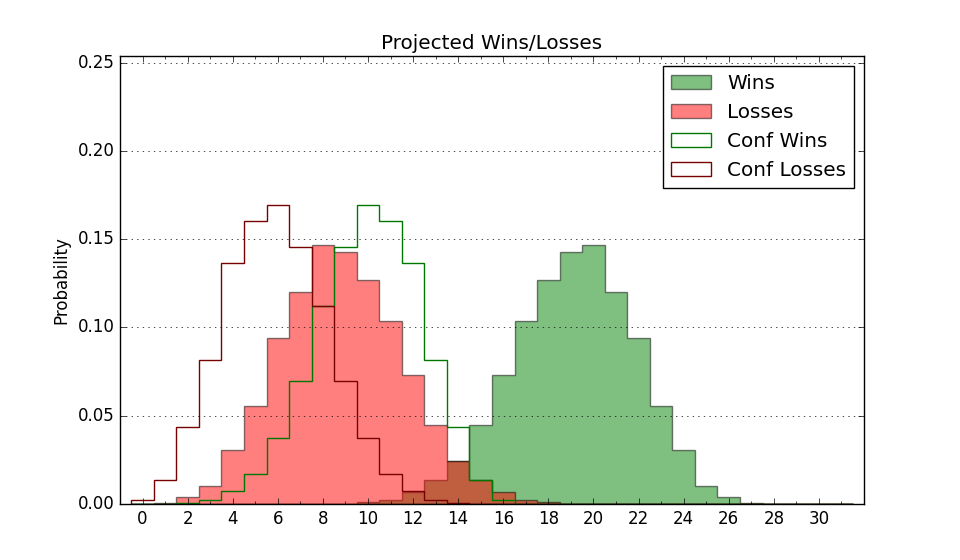 Projected Wins/Losses
0.25
0.20
0.15
0.10
0.05
0.00
Probability
Wins
Losses
Conf Wins
Conf Losses
0 2 4 6 8 10 12 14 16 18 20 22 24 26 28 30